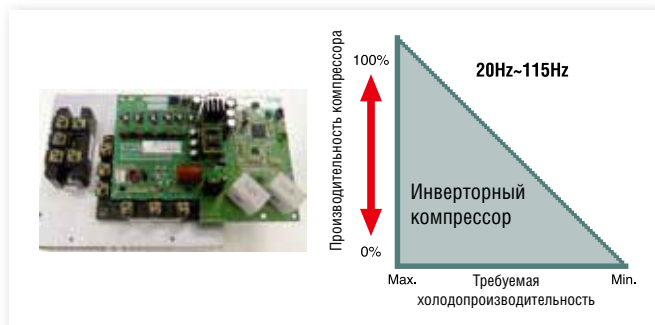 Производительность компрессора
100%
20Hz~115Hz
Инверторный
компрессор
0%
Max.
Требуемая
холодопроизводительность
Min.